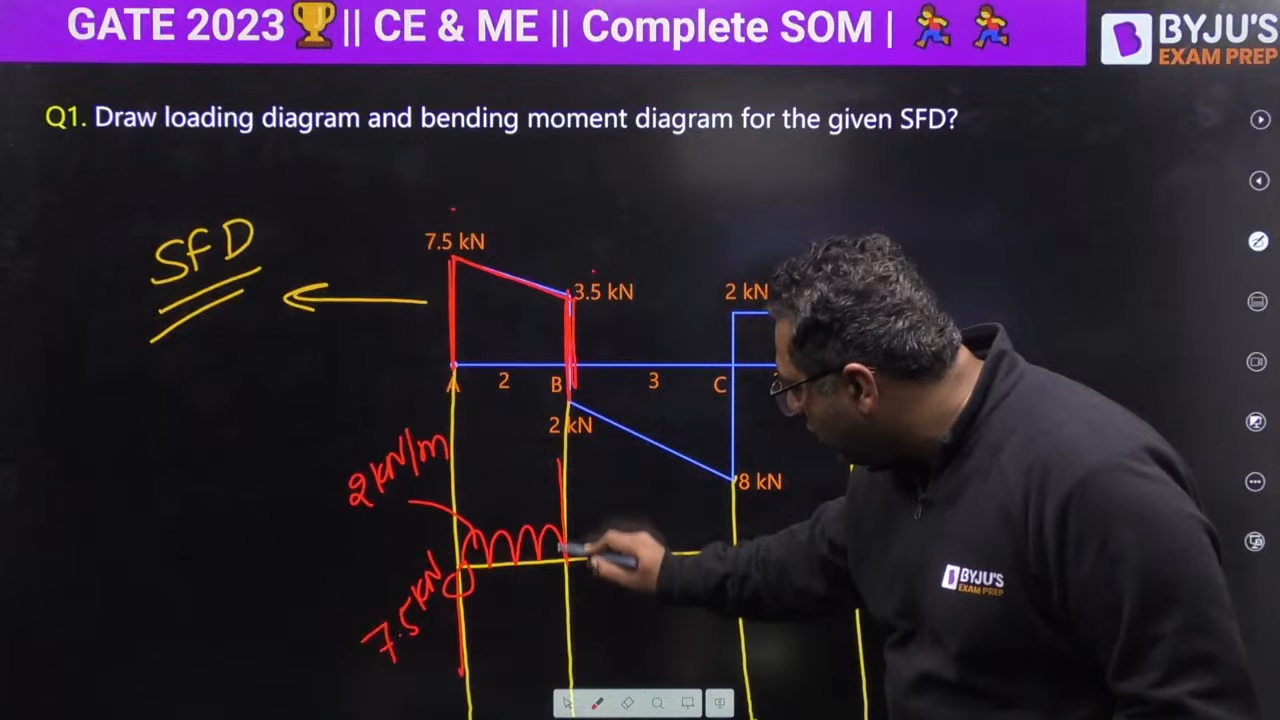 GATE 2023🏆|| CE & ME || Complete SOM | 🏃 🏃
BYJU'S
EXAM PREP
Q1. Draw loading diagram and bending moment diagram for the given SFD?
SFD
7.5 kN
3.5 kN
2 kN
A 2 B 3 C
2 kN
8 kN
2 kN/m
7.5 kN
BYJU'S
EXAM PREP